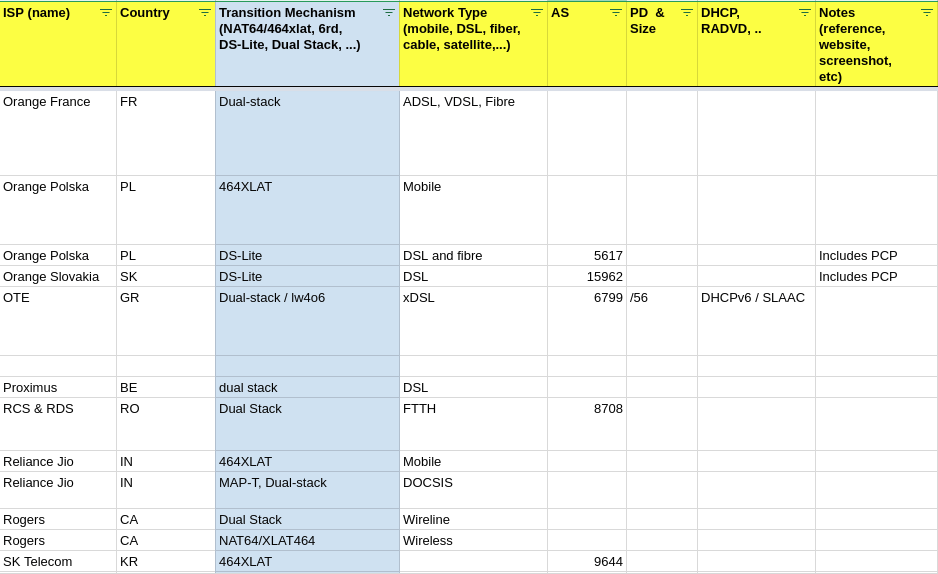 ISP (name) Country Transition Mechanism Network Type AS PD & DHCP, Notes
(NAT64/464xlat, 6rd, (mobile, DSL, fiber, Size RADVD, .. (reference,
DS-Lite, Dual Stack, ...) cable, satellite,...) website,
screenshot,
etc)
Orange France FR Dual-stack ADSL, VDSL, Fibre
Orange Polska PL 464XLAT Mobile
Orange Polska PL DS-Lite DSL and fibre 5617 Includes PCP
Orange Slovakia SK DS-Lite DSL 15962 Includes PCP
OTE GR Dual-stack / lw4o6 xDSL 6799 /56 DHCPv6 / SLAAC
Proximus BE dual stack DSL
RCS & RDS RO Dual Stack FTTH 8708
Reliance Jio IN 464XLAT Mobile
Reliance Jio IN MAP-T, Dual-stack DOCSIS
Rogers CA Dual Stack Wireline
Rogers CA NAT64/XLAT464 Wireless
SK Telecom KR 464XLAT 9644